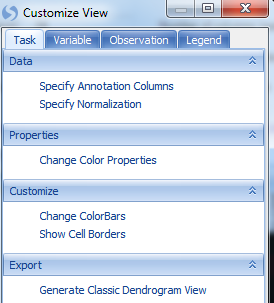 Customize View
Task Variable Observation Legend
Data
Specify Annotation Columns
Specify Normalization
Properties
Change Color Properties
Customize
Change ColorBars
Show Cell Borders
Export
Generate Classic Dendrogram View